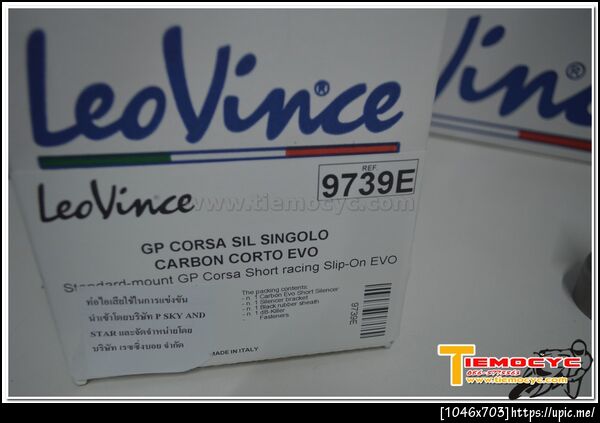 LeoVince®
LeoVince
REF.
9739E
www.tiemocyc.com
GP CORSA SIL SINGOLO
CARBON CORTO EVO
Standard-mount GP Corsa Short racing Slip-On EVO
ท่อไอเสียใช้ในการแข่งขัน
นำเข้าโดยบริษัท P SKY AND
STAR และจัดจำหน่ายโดย
บริษัท เรซซิ่งบอย จำกัด
The packing contents:
- n. 1 Carbon Evo Short Silencer
- n. 1 Silencer bracket
- n. 1 Black rubber sheath
- n. 1 dB-Killer
Fasteners
9739E
MADE IN ITALY
LeoVince®
TIEMOCYC
www.tiemocyc.com
[1046x703]https://upic.me/